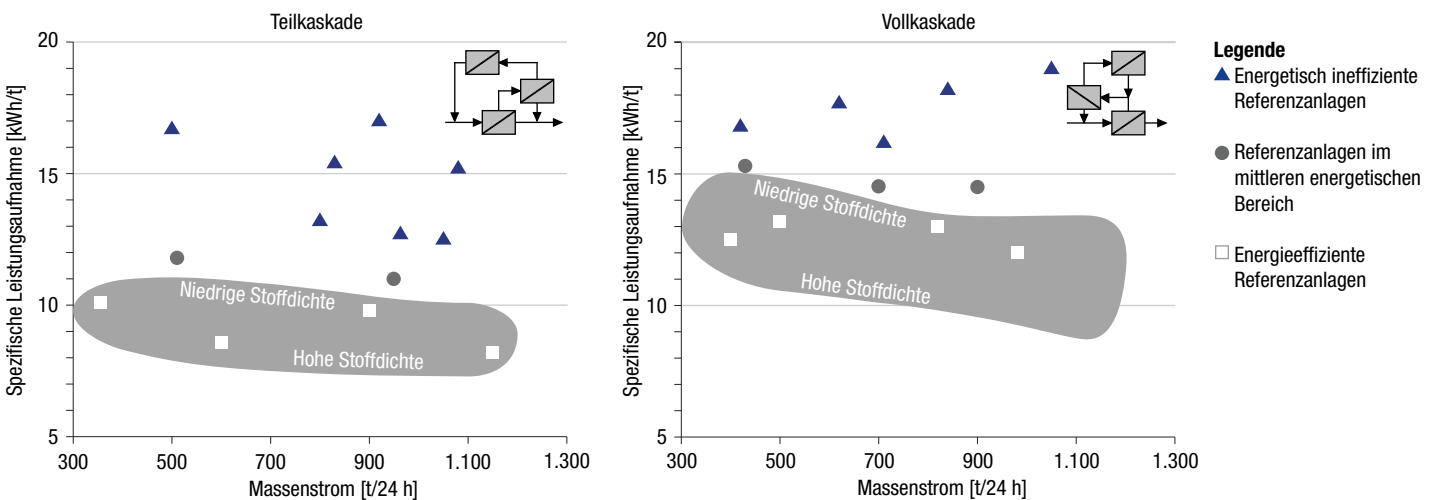 Teilkaskade
Spezifische Leistungsaufnahme [kWh/t]
20
15
10
5
Niedrige Stoffdichte
Hohe Stoffdichte
300 500 700 900 1.100 1.300
Massenstrom [t/24 h]
Vollkaskade
Spezifische Leistungsaufnahme [kWh/t]
20
15
10
5
Niedrige Stoffdichte
Hohe Stoffdichte
300 500 700 900 1.100 1.300
Massenstrom [t/24 h]
Legende
Energetisch ineffiziente
Referenzanlagen
Referenzanlagen im
mittleren energetischen
Bereich
Energieeffiziente
Referenzanlagen